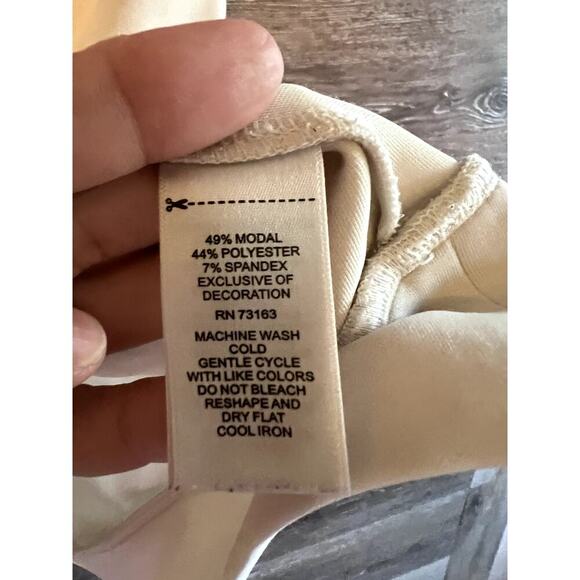 49% MODAL
44% POLYESTER
7% SPANDEX
EXCLUSIVE OF
DECORATION
RN 73163
MACHINE WASH
COLD
GENTLE CYCLE
WITH LIKE COLORS
DO NOT BLEACH
RESHAPE AND
DRY FLAT
COOL IRON